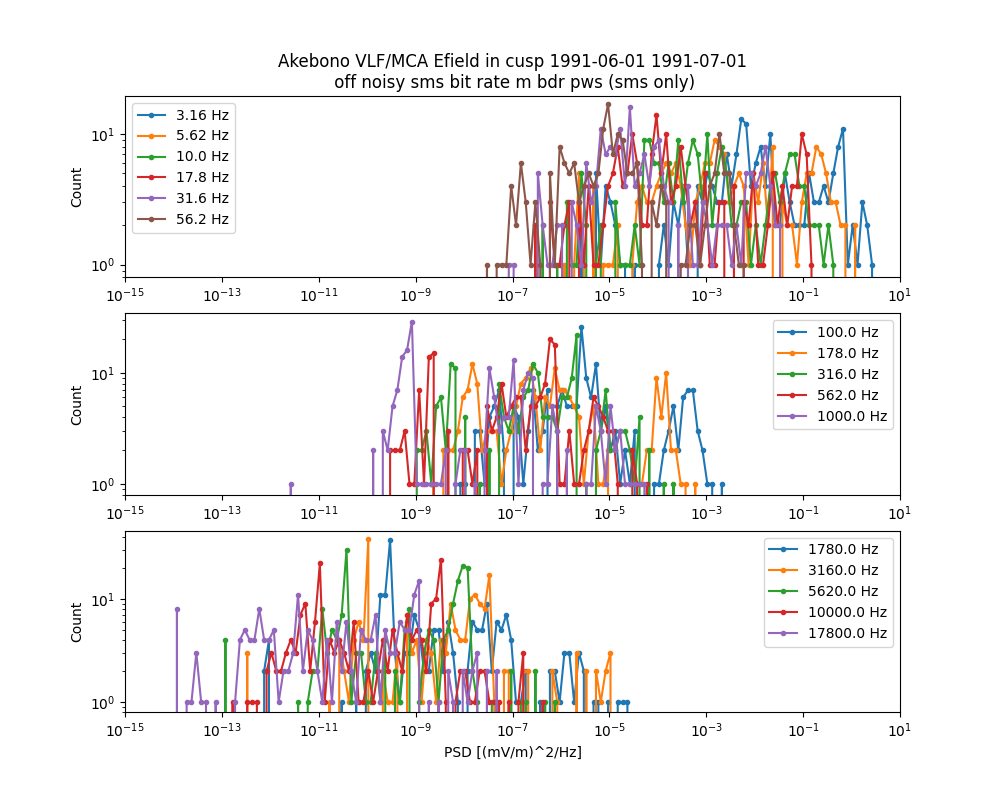 Akebono VLF/MCA Efield in cusp 1991-06-01 1991-07-01
off noisy sms bit rate m bdr pws (sms only)
Count
10^1
10^0
3.16 Hz
5.62 Hz
10.0 Hz
17.8 Hz
31.6 Hz
56.2 Hz
10^-15 10^-13 10^-11 10^-9 10^-7 10^-5 10^-3 10^-1 10^1
Count
10^1
10^0
100.0 Hz
178.0 Hz
316.0 Hz
562.0 Hz
1000.0 Hz
10^-15 10^-13 10^-11 10^-9 10^-7 10^-5 10^-3 10^-1 10^1
Count
10^1
10^0
1780.0 Hz
3160.0 Hz
5620.0 Hz
10000.0 Hz
17800.0 Hz
10^-15 10^-13 10^-11 10^-9 10^-7 10^-5 10^-3 10^-1 10^1
PSD [(mV/m)^2/Hz]